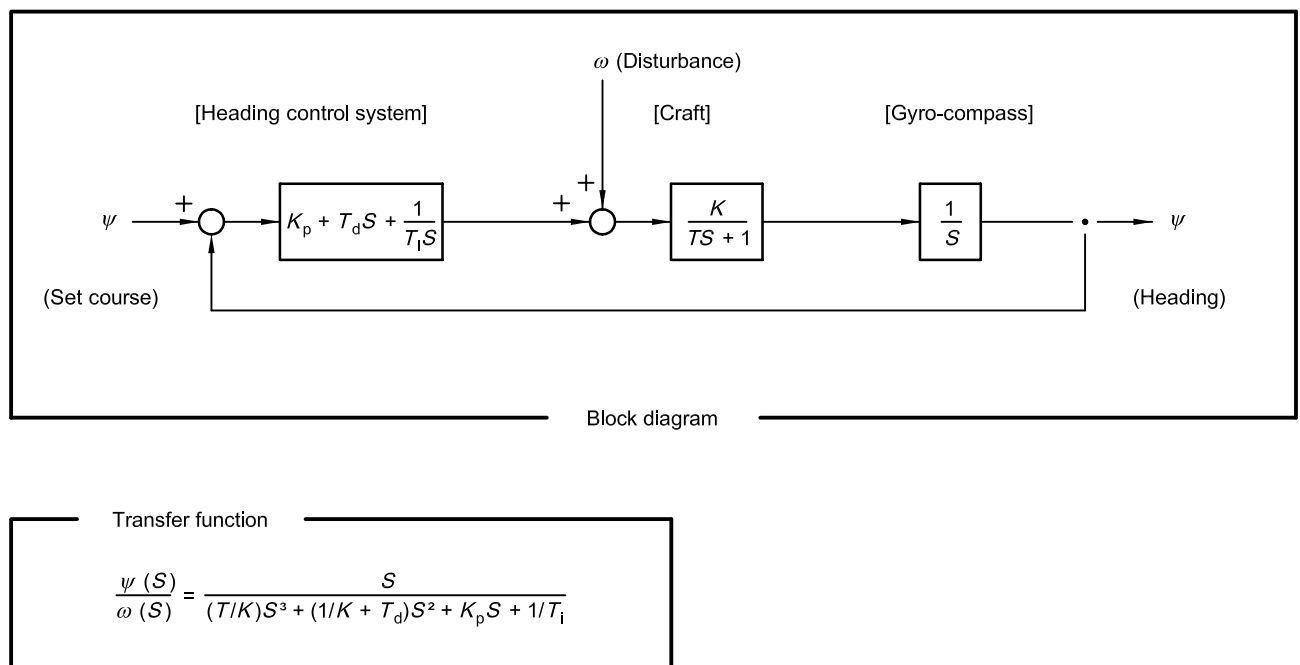 ω (Disturbance)
[Heading control system] [Craft] [Gyro-compass]
ψ + K_p + T_d S + 1/(T_I S) + + K/(TS + 1) 1/S ψ
(Set course) (Heading)
Block diagram
Transfer function
ψ (S)/ω (S) = S/((T/K)S³ + (1/K + T_d)S² + K_p S + 1/T_i)